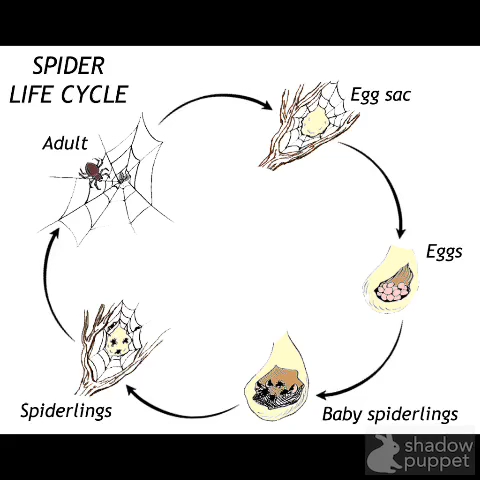 SPIDER
LIFE CYCLE
Egg sac
Adult
Eggs
Spiderlings
Baby spiderlings
shadow
puppet